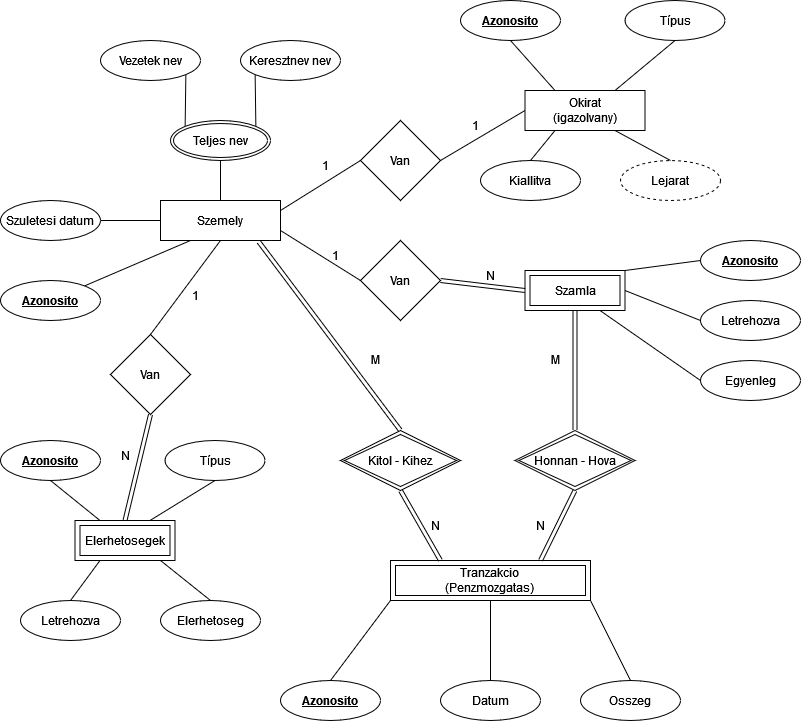 Azonosito
Típus
Vezetek nev
Keresztnev nev
Okirat
(igazolvany)
Teljes nev
1
1
Van
Kiallitva
Lejarat
Szuletesi datum
Szemely
1
Azonosito
Van
N
Szamla
Azonosito
1
Letrehozva
M
M
Van
Egyenleg
N
Azonosito
Típus
Kitol - Kihez
Honnan - Hova
N
N
Elerhetosegek
Tranzakcio
(Penzmozgatas)
Letrehozva
Elerhetoseg
Azonosito
Datum
Osszeg